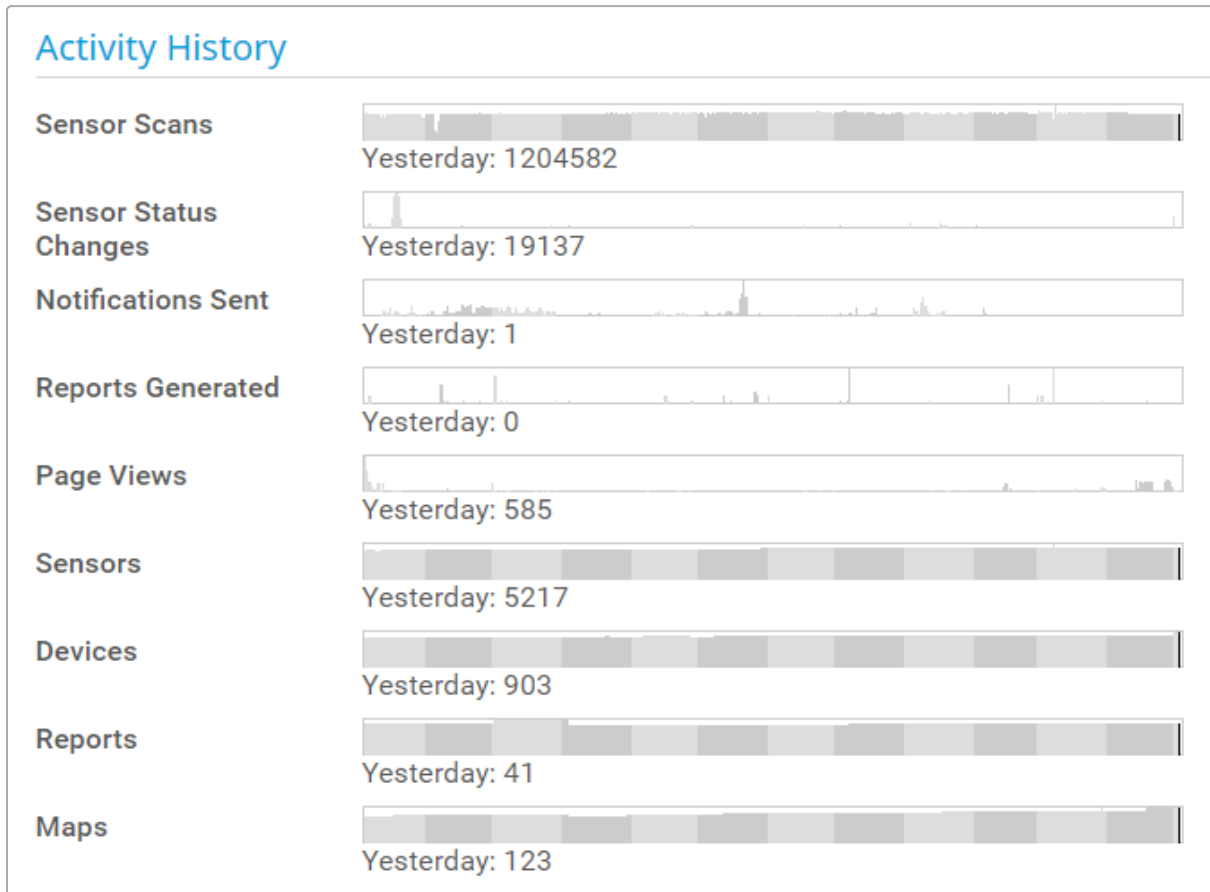 Activity History
Sensor Scans
Yesterday: 1204582
Sensor Status
Changes
Yesterday: 19137
Notifications Sent
Yesterday: 1
Reports Generated
Yesterday: 0
Page Views
Yesterday: 585
Sensors
Yesterday: 5217
Devices
Yesterday: 903
Reports
Yesterday: 41
Maps
Yesterday: 123